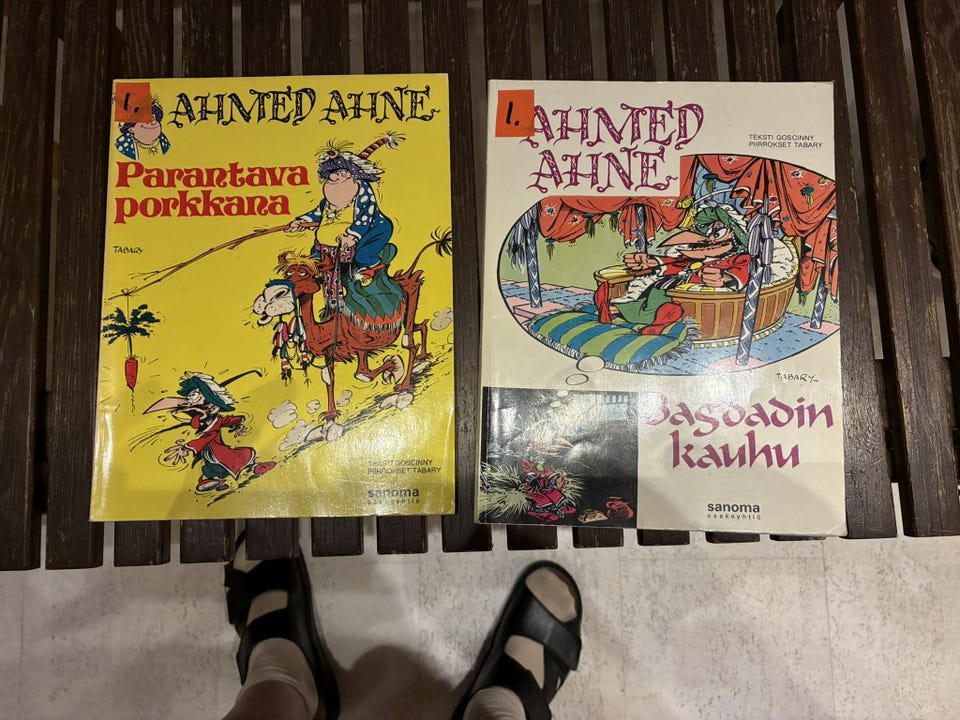 1.
AHMED AHNE
Parantava
porkkana
TABARY
TEKSTI GOSCINNY
PIIRROKSET TABARY
sanoma
osakeyhtiö
1.
AHMED
AHNE
TEKSTI GOSCINNY
PIIRROKSET TABARY
TABARY
Bagdadin
kauhu
sanoma
osakeyhtiö